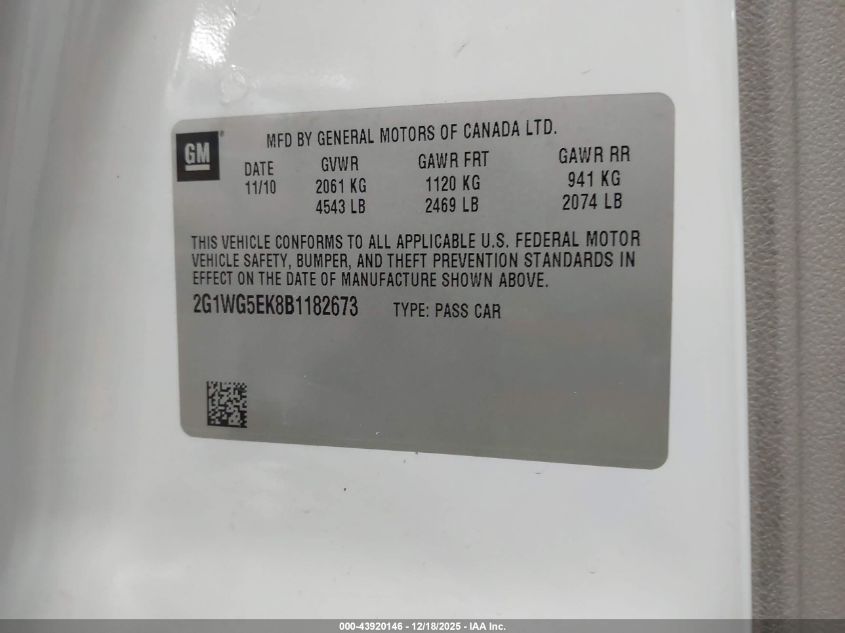 GM
MFD BY GENERAL MOTORS OF CANADA LTD.
DATE GVWR GAWR FRT GAWR RR
11/10 2061 KG 1120 KG 941 KG
4543 LB 2469 LB 2074 LB
THIS VEHICLE CONFORMS TO ALL APPLICABLE U.S. FEDERAL MOTOR
VEHICLE SAFETY, BUMPER, AND THEFT PREVENTION STANDARDS IN
EFFECT ON THE DATE OF MANUFACTURE SHOWN ABOVE.
2G1WG5EK8B1182673 TYPE: PASS CAR
000-43920146 - 12/18/2025 - IAA Inc.